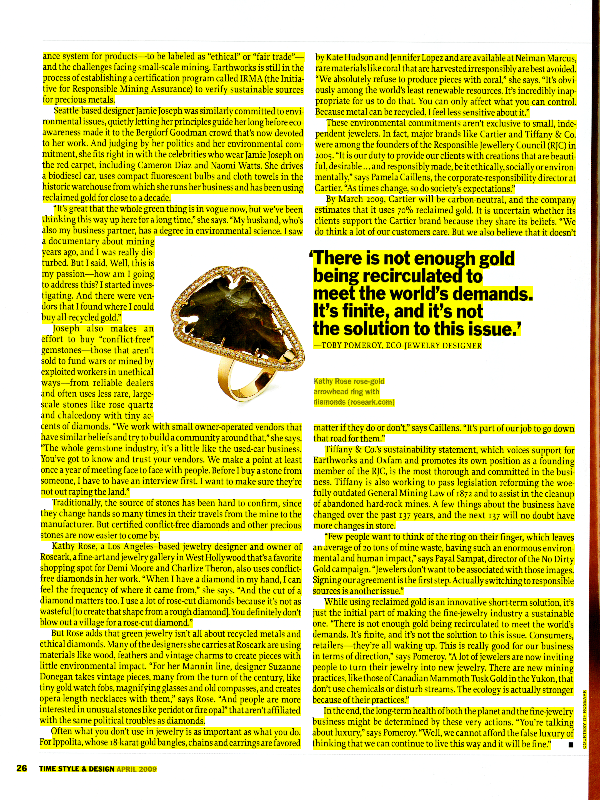 ance system for products—to be labeled as "ethical" or "fair trade"—
and the challenges facing small-scale mining. Earthworks is still in the
process of establishing a certification program called IRMA (the Initia-
tive for Responsible Mining Assurance) to verify sustainable sources
for precious metals.
Seattle-based designer Jamie Joseph was similarly committed to envi-
ronmental issues, quietly letting her principles guide her long before eco
awareness made it to the Bergdorf Goodman crowd that's now devoted
to her work. And judging by her politics and her environmental com-
mitment, she fits right in with the celebrities who wear Jamie Joseph on
the red carpet, including Cameron Diaz and Naomi Watts. She drives
a biodiesel car, uses compact fluorescent bulbs and cloth towels in the
historic warehouse from which she runs her business and has been using
reclaimed gold for close to a decade.
"It's great that the whole green thing is in vogue now, but we've been
thinking this way up here for a long time," she says. "My husband, who's
also my business partner, has a degree in environmental science. I saw
a documentary about mining
years ago, and I was really dis-
turbed. But I said, Well, this is
my passion—how am I going
to address this? I started inves-
tigating. And there were ven-
dors that I found where I could
buy all recycled gold."
Joseph also makes an
effort to buy "conflict-free"
gemstones—those that aren't
sold to fund wars or mined by
exploited workers in unethical
ways—from reliable dealers
and often uses less rare, large-
scale stones like rose quartz
and chalcedony with tiny ac-
cents of diamonds. "We work with small owner-operated vendors that
have similar beliefs and try to build a community around that," she says.
"The whole gemstone industry, it's a little like the used-car business.
You've got to know and trust your vendors. We make a point at least
once a year of meeting face to face with people. Before I buy a stone from
someone, I have to have an interview first. I want to make sure they're
not out raping the land."
Traditionally, the source of stones has been hard to confirm, since
they change hands so many times in their travels from the mine to the
manufacturer. But certified conflict-free diamonds and other precious
stones are now easier to come by.
Kathy Rose, a Los Angeles–based jewelry designer and owner of
Roseark, a fine-art and jewelry gallery in West Hollywood that's a favorite
shopping spot for Demi Moore and Charlize Theron, also uses conflict-
free diamonds in her work. "When I have a diamond in my hand, I can
feel the frequency of where it came from," she says. "And the cut of a
diamond matters too. I use a lot of rose-cut diamonds because it's not as
wasteful [to create that shape from a rough diamond]. You definitely don't
blow out a village for a rose-cut diamond."
But Rose adds that green jewelry isn't all about recycled metals and
ethical diamonds. Many of the designers she carries at Roseark are using
materials like wood, feathers and vintage charms to create pieces with
little environmental impact. "For her Mannin line, designer Suzanne
Donegan takes vintage pieces, many from the turn of the century, like
tiny gold watch fobs, magnifying glasses and old compasses, and creates
opera length necklaces with them," says Rose. "And people are more
interested in unusual stones like peridot or fire opal" that aren't affiliated
with the same political troubles as diamonds.
Often what you don't use in jewelry is as important as what you do.
For Ippolita, whose 18-karat gold bangles, chains and earrings are favored
by Kate Hudson and Jennifer Lopez and are available at Neiman Marcus,
rare materials like coral that are harvested irresponsibly are best avoided.
"We absolutely refuse to produce pieces with coral," she says. "It's obvi-
ously among the world's least renewable resources. It's incredibly inap-
propriate for us to do that. You can only affect what you can control.
Because metal can be recycled, I feel less sensitive about it."
These environmental commitments aren't exclusive to small, inde-
pendent jewelers. In fact, major brands like Cartier and Tiffany & Co.
were among the founders of the Responsible Jewellery Council (RJC) in
2005. "It is our duty to provide our clients with creations that are beauti-
ful, desirable ... and responsibly made, be it ethically, socially or environ-
mentally," says Pamela Caillens, the corporate-responsibility director at
Cartier. "As times change, so do society's expectations."
By March 2009, Cartier will be carbon-neutral, and the company
estimates that it uses 70% reclaimed gold. It is uncertain whether its
clients support the Cartier brand because they share its beliefs. "We
do think a lot of our customers care. But we also believe that it doesn't
'There is not enough gold
being recirculated to
meet the world's demands.
It's finite, and it's not
the solution to this issue.'
—TOBY POMEROY, ECO JEWELRY DESIGNER
Kathy Rose rose-gold
arrowhead ring with
diamonds (roseark.com)
matter if they do or don't," says Caillens. "It's part of our job to go down
that road for them."
Tiffany & Co.'s sustainability statement, which voices support for
Earthworks and Oxfam and promotes its own position as a founding
member of the RJC, is the most thorough and committed in the busi-
ness. Tiffany is also working to pass legislation reforming the woe-
fully outdated General Mining Law of 1872 and to assist in the cleanup
of abandoned hard-rock mines. A few things about the business have
changed over the past 137 years, and the next 137 will no doubt have
more changes in store.
"Few people want to think of the ring on their finger, which leaves
an average of 20 tons of mine waste, having such an enormous environ-
mental and human impact," says Payal Sampat, director of the No Dirty
Gold campaign. "Jewelers don't want to be associated with those images.
Signing our agreement is the first step. Actually switching to responsible
sources is another issue."
While using reclaimed gold is an innovative short-term solution, it's
just the initial part of making the fine-jewelry industry a sustainable
one. "There is not enough gold being recirculated to meet the world's
demands. It's finite, and it's not the solution to this issue. Consumers,
retailers—they're all waking up. This is really good for our business
in terms of direction," says Pomeroy. "A lot of jewelers are now inviting
people to turn their jewelry into new jewelry. There are new mining
practices, like those of Canadian Mammoth Tusk Gold in the Yukon, that
don't use chemicals or disturb streams. The ecology is actually stronger
because of their practices."
In the end, the long-term health of both the planet and the fine-jewelry
business might be determined by these very actions. "You're talking
about luxury," says Pomeroy. "Well, we cannot afford the false luxury of
thinking that we can continue to live this way and it will be fine."
COURTESY OF ROSEARK
26 TIME STYLE & DESIGN APRIL 2009